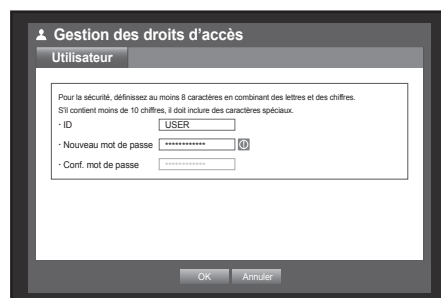 Gestion des droits d'accès
Utilisateur
Pour la sécurité, définissez au moins 8 caractères en combinant des lettres et des chiffres.
S'il contient moins de 10 chiffres, il doit inclure des caractères spéciaux.
· ID USER
· Nouveau mot de passe ************
· Conf. mot de passe ************
OK Annuler